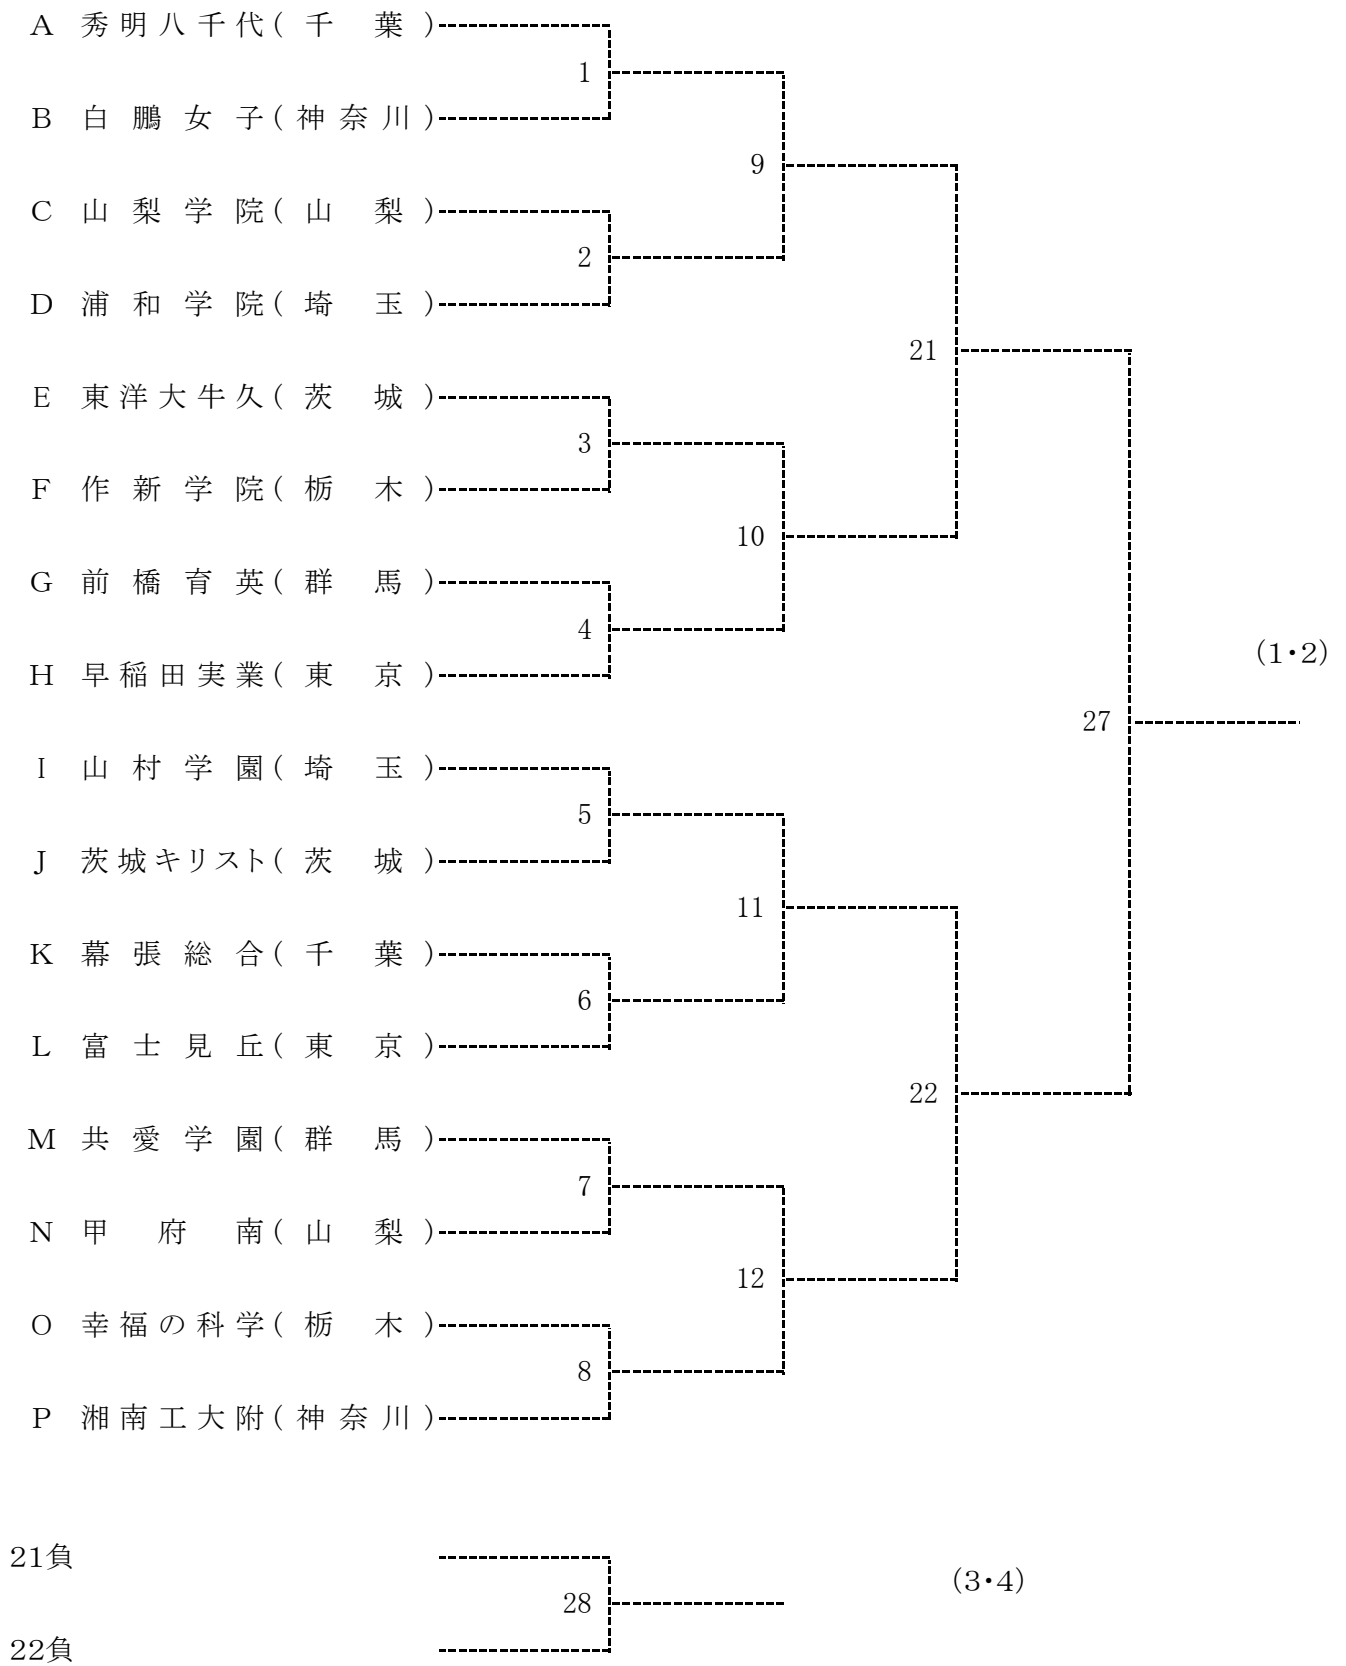 A 秀明八千代(千葉)
1
B 白鵬女子(神奈川)
9
C 山梨学院(山梨)
2
D 浦和学院(埼玉)
21
E 東洋大牛久(茨城)
3
F 作新学院(栃木)
10
G 前橋育英(群馬)
4
(1・2)
H 早稲田実業(東京)
27
I 山村学園(埼玉)
5
J 茨城キリスト(茨城)
11
K 幕張総合(千葉)
6
L 富士見丘(東京)
22
M 共愛学園(群馬)
7
N 甲府南(山梨)
12
O 幸福の科学(栃木)
8
P 湘南工大附(神奈川)
21負
(3・4)
28
22負